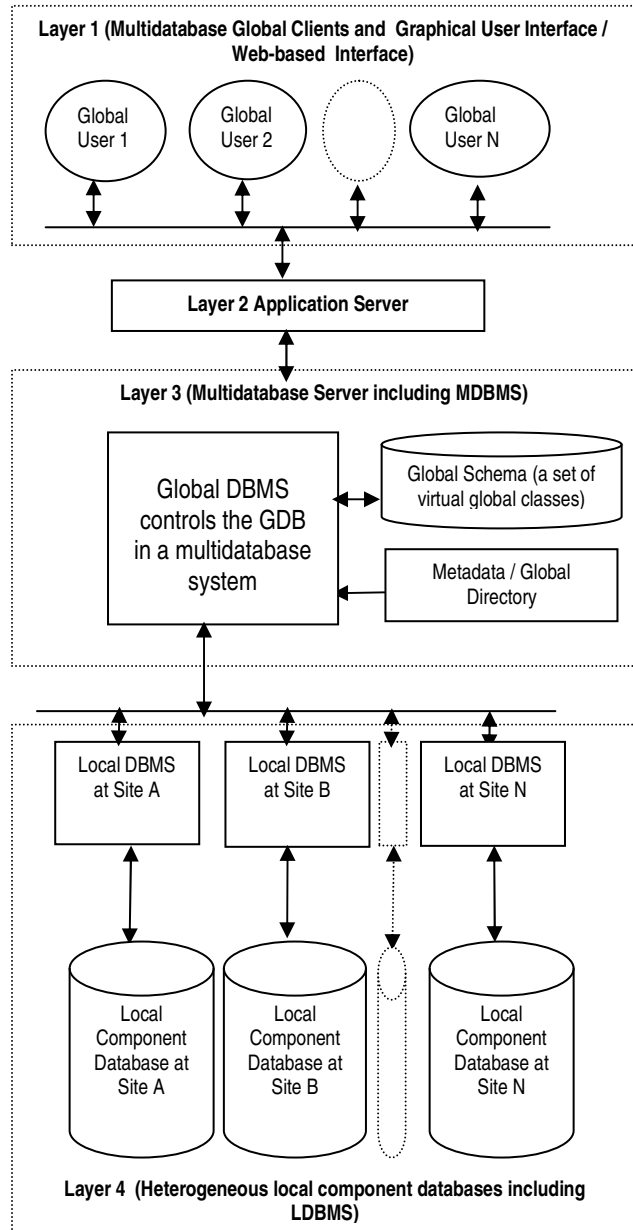 Layer 1 (Multidatabase Global Clients and Graphical User Interface /
Web-based Interface)
Global
User 1
Global
User 2
Global
User N
Layer 2 Application Server
Layer 3 (Multidatabase Server including MDBMS)
Global DBMS
controls the GDB
in a multidatabase
system
Global Schema (a set of
virtual global classes)
Metadata / Global
Directory
Local DBMS
at Site A
Local DBMS
at Site B
Local DBMS
at Site N
Local
Component
Database at
Site A
Local
Component
Database at
Site B
Local
Component
Database at
Site N
Layer 4 (Heterogeneous local component databases including
LDBMS)